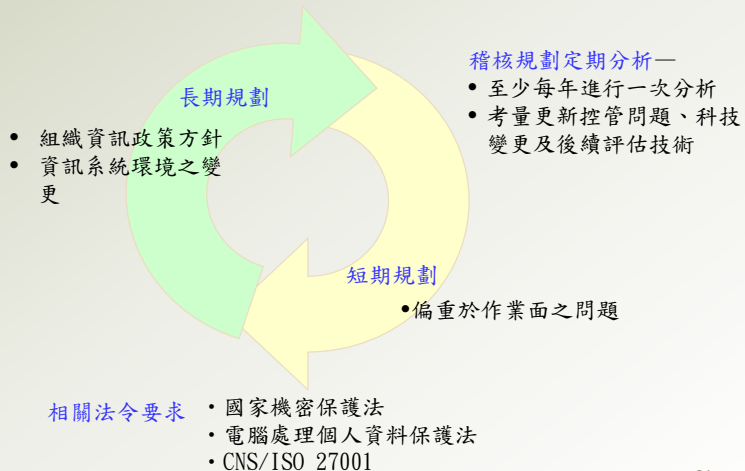 長期規劃
• 組織資訊政策方針
• 資訊系統環境之變
更
稽核規劃定期分析—
• 至少每年進行一次分析
• 考量更新控管問題、科技
變更及後續評估技術
短期規劃
•偏重於作業面之問題
相關法令要求
・國家機密保護法
・電腦處理個人資料保護法
・CNS/ISO 27001